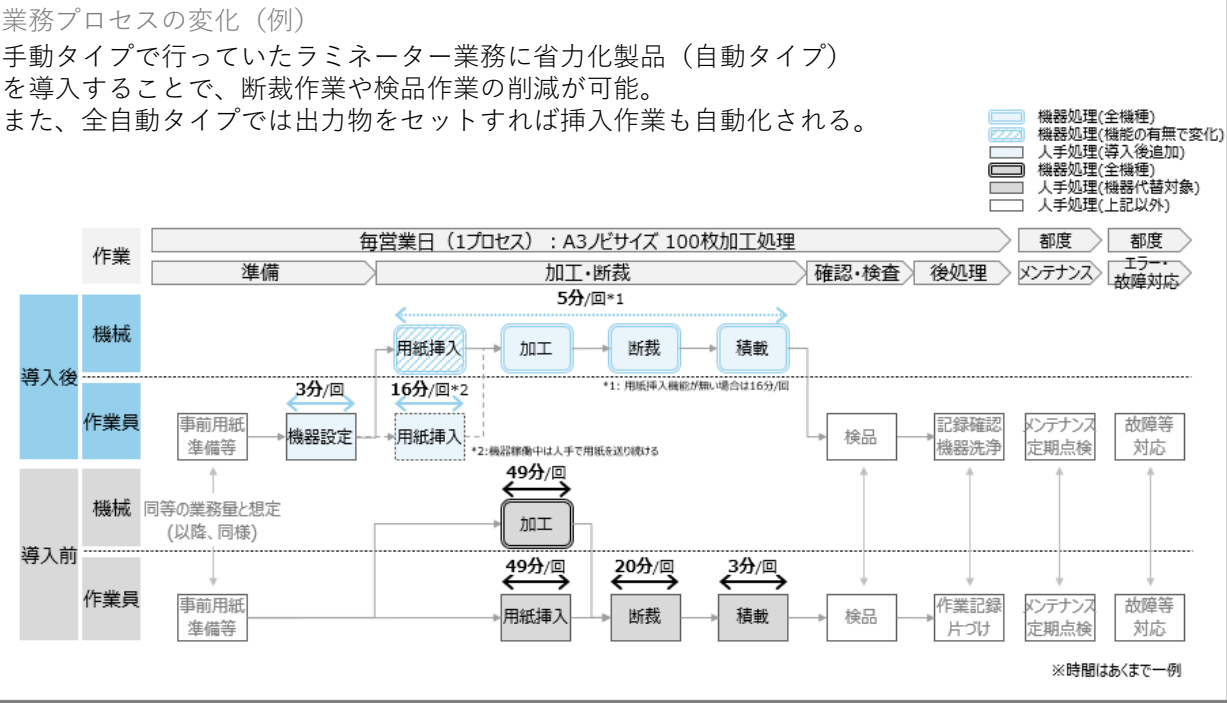 業務プロセスの変化（例）
手動タイプで行っていたラミネーター業務に省力化製品（自動タイプ）
を導入することで、断裁作業や検品作業の削減が可能。
また、全自動タイプでは出力物をセットすれば挿入作業も自動化される。
機器処理(全機種)
機器処理(機能の有無で変化)
人手処理(導入後追加)
機器処理(全機種)
人手処理(機器代替対象)
人手処理(上記以外)
作業
毎営業日（1プロセス）：A3ノビサイズ 100枚加工処理
都度
都度
準備
加工・断裁
確認・検査
後処理
メンテナンス
エラー・
故障対応
導入後
機械
5分/回*1
用紙挿入
加工
断裁
積載
*1: 用紙挿入機能が無い場合は16分/回
作業員
3分/回
16分/回*2
事前用紙
準備等
機器設定
用紙挿入
*2:機器稼働中は人手で用紙を送り続ける
検品
記録確認
機器洗浄
メンテナンス
定期点検
故障等
対応
導入前
機械
同等の業務量と想定
(以降、同様)
49分/回
加工
作業員
49分/回
20分/回
3分/回
事前用紙
準備等
用紙挿入
断裁
積載
検品
作業記録
片づけ
メンテナンス
定期点検
故障等
対応
※時間はあくまで一例